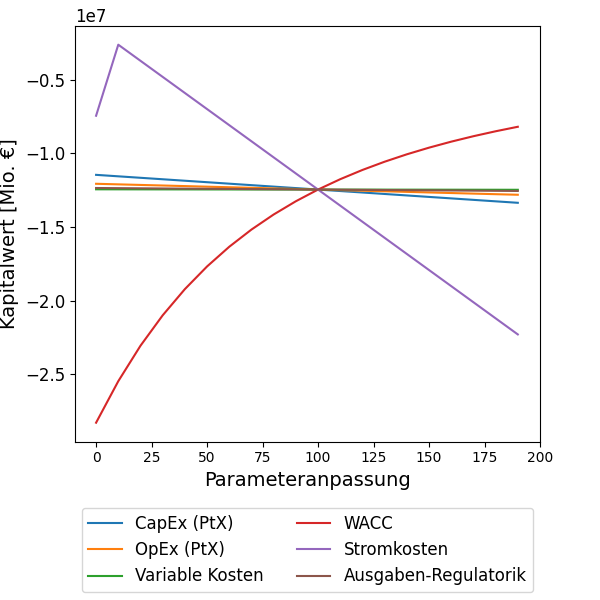 1e7
−0.5
−1.0
−1.5
−2.0
−2.5
Kapitalwert [Mio. €]
0 25 50 75 100 125 150 175 200
Parameteranpassung
CapEx (PtX)
OpEx (PtX)
Variable Kosten
WACC
Stromkosten
Ausgaben-Regulatorik